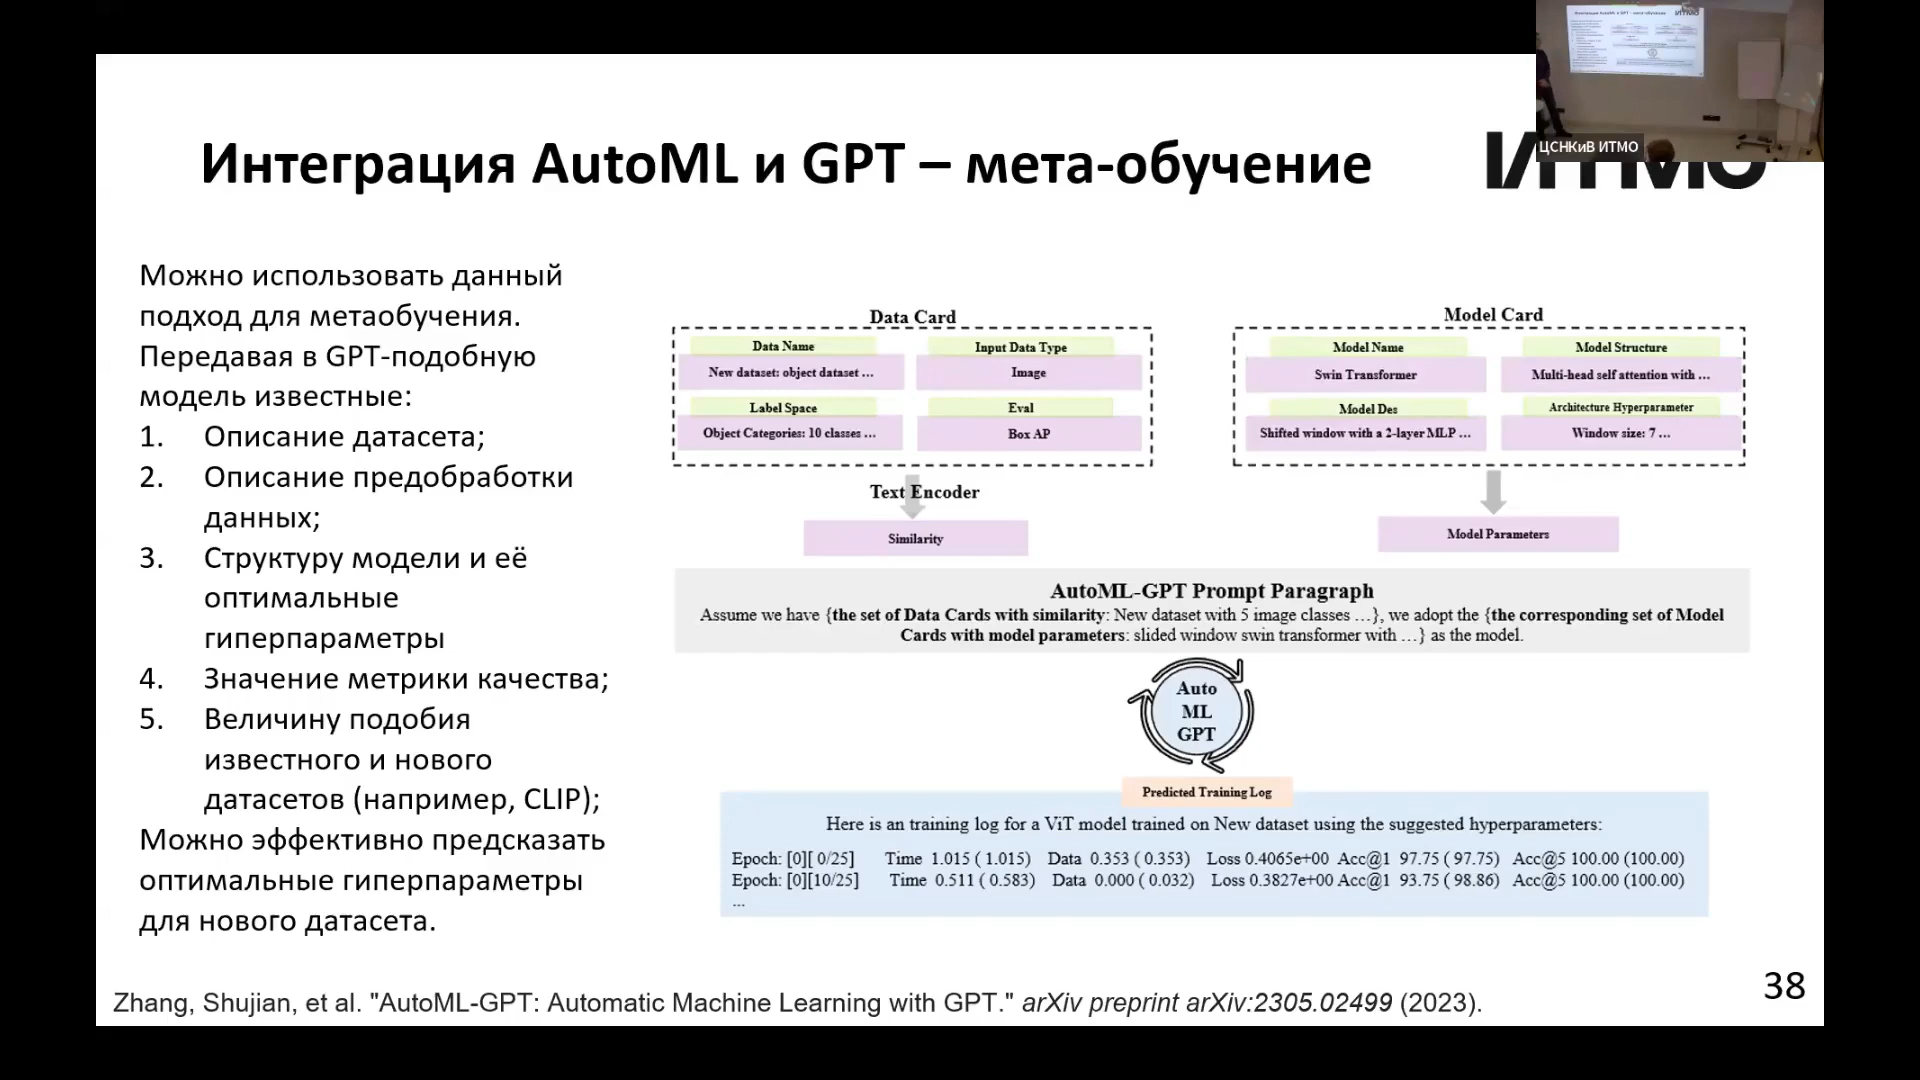 ЦСНКиВ ИТМО
Интеграция AutoML и GPT – мета-обучение
ИТМО
Можно использовать данный
подход для метаобучения.
Передавая в GPT-подобную
модель известные:
1. Описание датасета;
2. Описание предобработки
данных;
3. Структуру модели и её
оптимальные
гиперпараметры
4. Значение метрики качества;
5. Величину подобия
известного и нового
датасетов (например, CLIP);
Можно эффективно предсказать
оптимальные гиперпараметры
для нового датасета.
Data Card
Data Name
Input Data Type
New dataset: object dataset ...
Image
Label Space
Eval
Object Categories: 10 classes ...
Box AP
Text Encoder
Similarity
Model Card
Model Name
Model Structure
Swin Transformer
Multi-head self attention with ...
Model Des
Architecture Hyperparameter
Shifted window with a 2-layer MLP ...
Window size: 7 ...
Model Parameters
AutoML-GPT Prompt Paragraph
Assume we have {the set of Data Cards with similarity: New dataset with 5 image classes ...}, we adopt the {the corresponding set of Model
Cards with model parameters: slided window swin transformer with ...} as the model.
Auto
ML
GPT
Predicted Training Log
Here is an training log for a ViT model trained on New dataset using the suggested hyperparameters:
Epoch: [0][ 0/25] Time 1.015 ( 1.015) Data 0.353 ( 0.353) Loss 0.4065e+00 Acc@1 97.75 ( 97.75) Acc@5 100.00 (100.00)
Epoch: [0][10/25] Time 0.511 ( 0.583) Data 0.000 ( 0.032) Loss 0.3827e+00 Acc@1 93.75 ( 98.86) Acc@5 100.00 (100.00)
...
Zhang, Shujian, et al. "AutoML-GPT: Automatic Machine Learning with GPT." arXiv preprint arXiv:2305.02499 (2023).
38